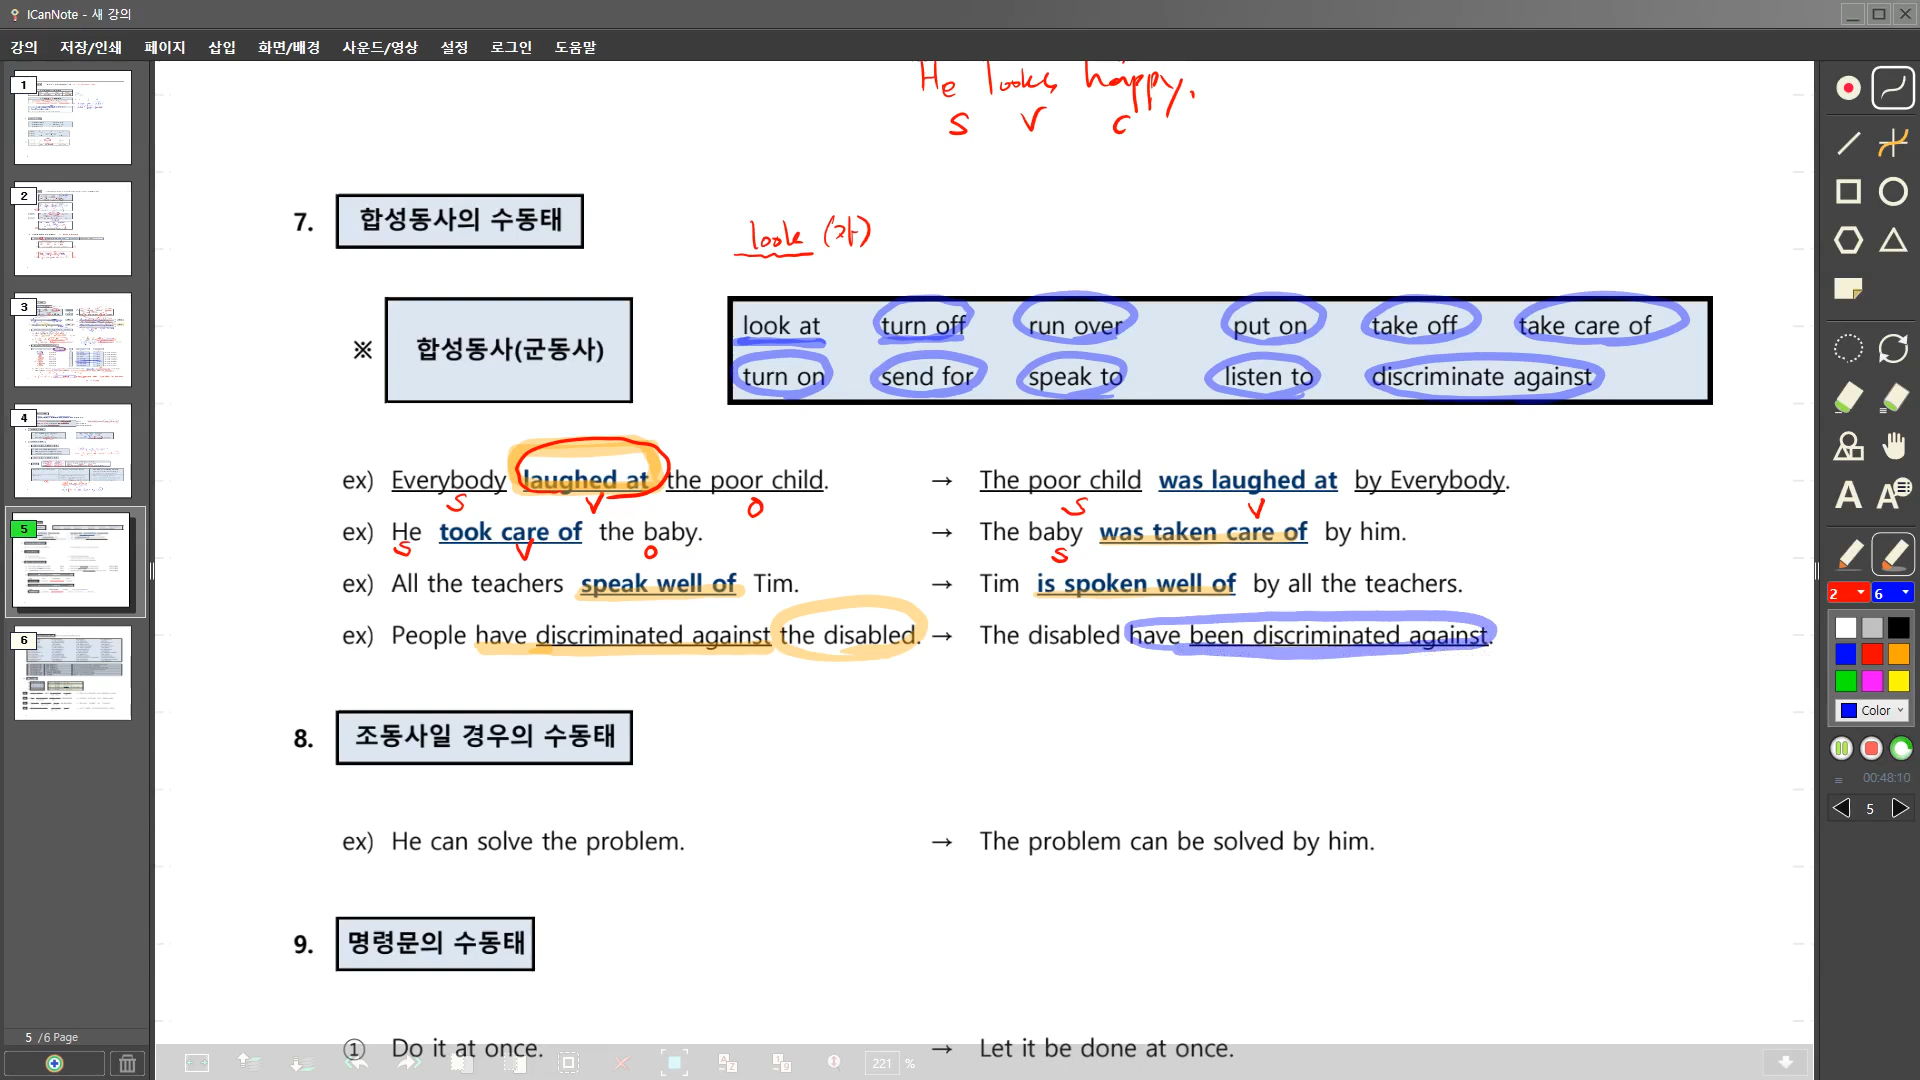 ICanNote - 새 강의
강의 저장/인쇄 페이지 삽입 화면/배경 사운드/영상 설정 로그인 도움말
He looks happy.
S V C
7. 합성동사의 수동태
look (자)
※ 합성동사(군동사)
look at turn off run over put on take off take care of
turn on send for speak to listen to discriminate against
ex) Everybody laughed at the poor child. → The poor child was laughed at by Everybody.
S V O S V
ex) He took care of the baby. → The baby was taken care of by him.
S V O S
ex) All the teachers speak well of Tim. → Tim is spoken well of by all the teachers.
ex) People have discriminated against the disabled. → The disabled have been discriminated against.
8. 조동사일 경우의 수동태
ex) He can solve the problem. → The problem can be solved by him.
9. 명령문의 수동태
① Do it at once. → Let it be done at once.
1
2
3
4
5
6
5 /6 Page
221 %
2 6
Color
00:48:10
5